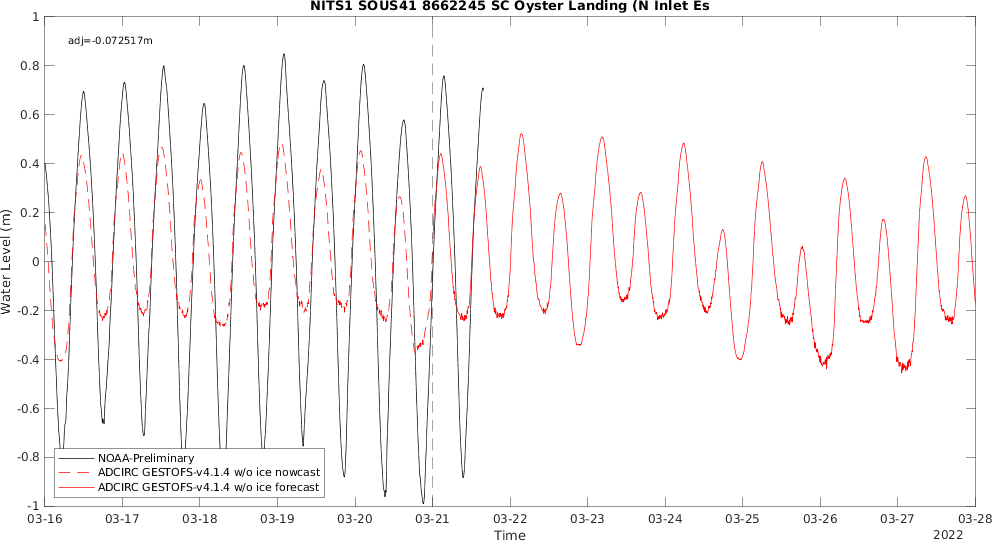 NITS1 SOUS41 8662245 SC Oyster Landing (N Inlet Es
adj=-0.072517m
Water Level (m)
1
0.8
0.6
0.4
0.2
0
-0.2
-0.4
-0.6
-0.8
-1
NOAA-Preliminary
ADCIRC GESTOFS-v4.1.4 w/o ice nowcast
ADCIRC GESTOFS-v4.1.4 w/o ice forecast
03-16 03-17 03-18 03-19 03-20 03-21 03-22 03-23 03-24 03-25 03-26 03-27 03-28
Time
2022